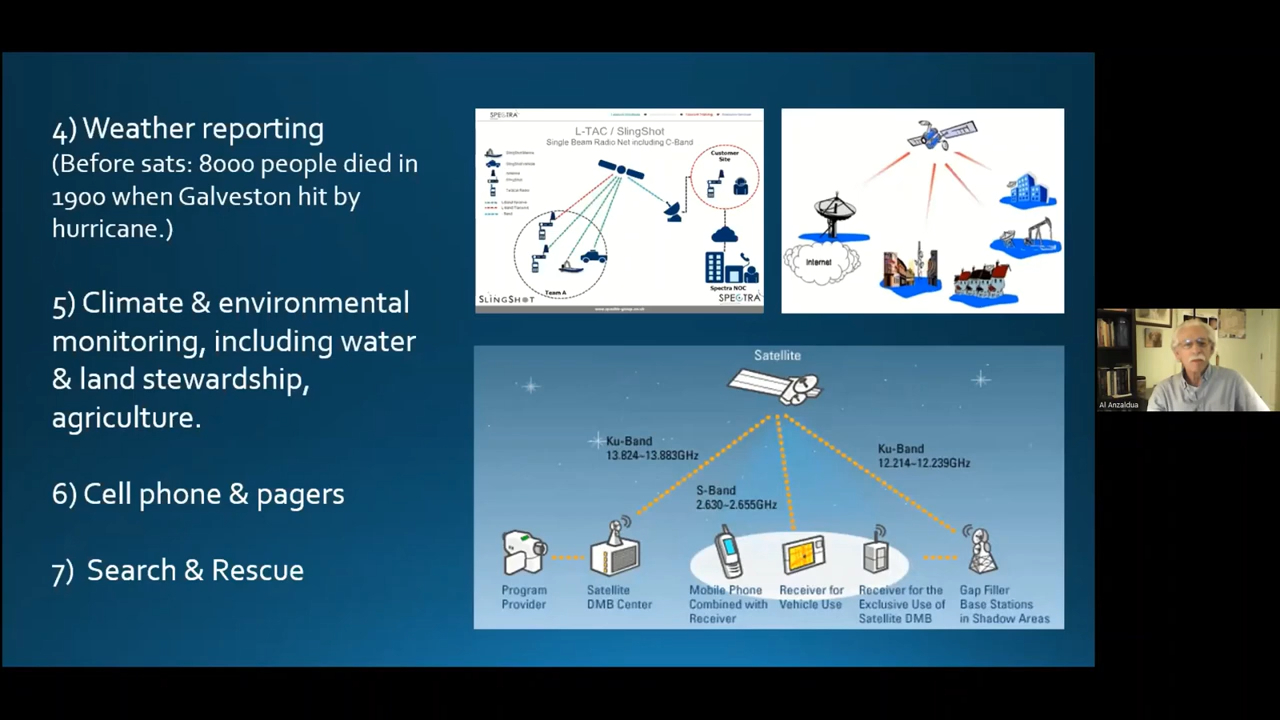 4) Weather reporting
(Before sats: 8000 people died in
1900 when Galveston hit by
hurricane.)
5) Climate & environmental
monitoring, including water
& land stewardship,
agriculture.
6) Cell phone & pagers
7) Search & Rescue
SPECTRA
L-TAC / SlingShot
Single Beam Radio Net including C-Band
Customer
Site
Team A
Spectra NOC
SLINGSHOT
SPECTRA
Internet
Satellite
Ku-Band
13.824~13.883GHz
S-Band
2.630~2.655GHz
Ku-Band
12.214~12.239GHz
Program
Provider
Satellite
DMB Center
Mobile Phone
Combined with
Receiver
Receiver for
Vehicle Use
Receiver for the
Exclusive Use of
Satellite DMB
Gap Filler
Base Stations
in Shadow Areas
Al Anzaldua